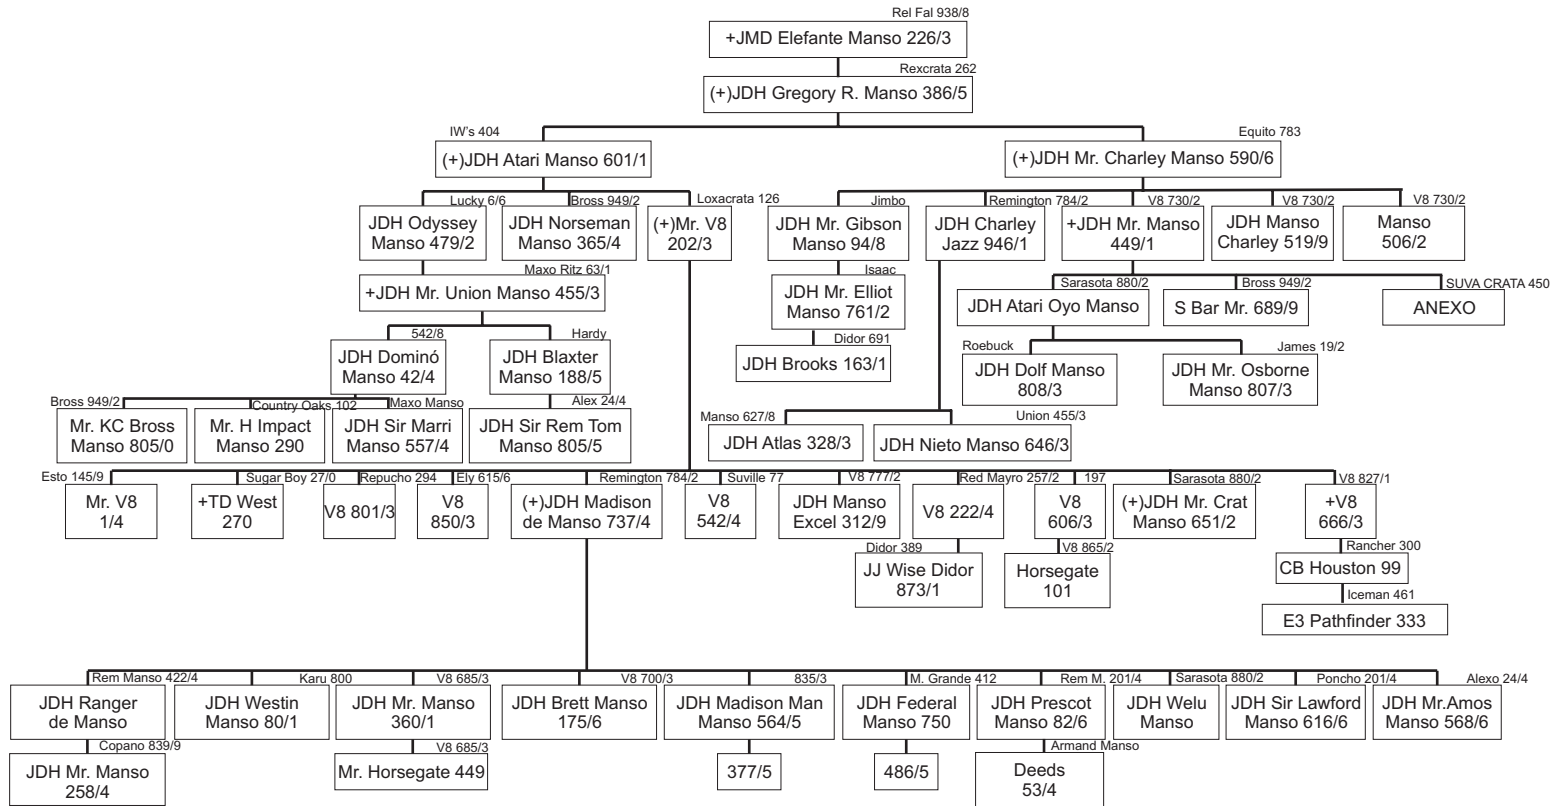 Rel Fal 938/8
+JMD Elefante Manso 226/3
Rexcrata 262
(+)JDH Gregory R. Manso 386/5
IW's 404
Equito 783
(+)JDH Atari Manso 601/1
(+)JDH Mr. Charley Manso 590/6
Lucky 6/6
Bross 949/2
Loxacrata 126
Jimbo
Remington 784/2
V8 730/2
V8 730/2
V8 730/2
JDH Odyssey
Manso 479/2
JDH Norseman
Manso 365/4
(+)Mr. V8
202/3
JDH Mr. Gibson
Manso 94/8
JDH Charley
Jazz 946/1
+JDH Mr. Manso
449/1
JDH Manso
Charley 519/9
Manso
506/2
Maxo Ritz 63/1
Isaac
Sarasota 880/2
Bross 949/2
SUVA CRATA 450
+JDH Mr. Union Manso 455/3
JDH Mr. Elliot
Manso 761/2
JDH Atari Oyo Manso
S Bar Mr. 689/9
ANEXO
542/8
Hardy
Didor 691
Roebuck
James 19/2
JDH Dominó
Manso 42/4
JDH Blaxter
Manso 188/5
JDH Brooks 163/1
JDH Dolf Manso
808/3
JDH Mr. Osborne
Manso 807/3
Bross 949/2
Country Oaks 102
Maxo Manso
Alex 24/4
Manso 627/8
Union 455/3
Mr. KC Bross
Manso 805/0
Mr. H Impact
Manso 290
JDH Sir Marri
Manso 557/4
JDH Sir Rem Tom
Manso 805/5
JDH Atlas 328/3
JDH Nieto Manso 646/3
Esto 145/9
Sugar Boy 27/0
Repucho 294
Ely 615/6
Remington 784/2
Suville 77
V8 777/2
Red Mayro 257/2
197
Sarasota 880/2
V8 827/1
Mr. V8
1/4
+TD West
270
V8 801/3
V8
850/3
(+)JDH Madison
de Manso 737/4
V8
542/4
JDH Manso
Excel 312/9
V8 222/4
V8
606/3
(+)JDH Mr. Crat
Manso 651/2
+V8
666/3
Didor 389
V8 865/2
Rancher 300
JJ Wise Didor
873/1
Horsegate
101
CB Houston 99
Iceman 461
E3 Pathfinder 333
Rem Manso 422/4
Karu 800
V8 685/3
V8 700/3
835/3
M. Grande 412
Rem M. 201/4
Sarasota 880/2
Poncho 201/4
Alexo 24/4
JDH Ranger
de Manso
JDH Westin
Manso 80/1
JDH Mr. Manso
360/1
JDH Brett Manso
175/6
JDH Madison Man
Manso 564/5
JDH Federal
Manso 750
JDH Prescot
Manso 82/6
JDH Welu
Manso
JDH Sir Lawford
Manso 616/6
JDH Mr.Amos
Manso 568/6
Copano 839/9
V8 685/3
Armand Manso
JDH Mr. Manso
258/4
Mr. Horsegate 449
377/5
486/5
Deeds
53/4